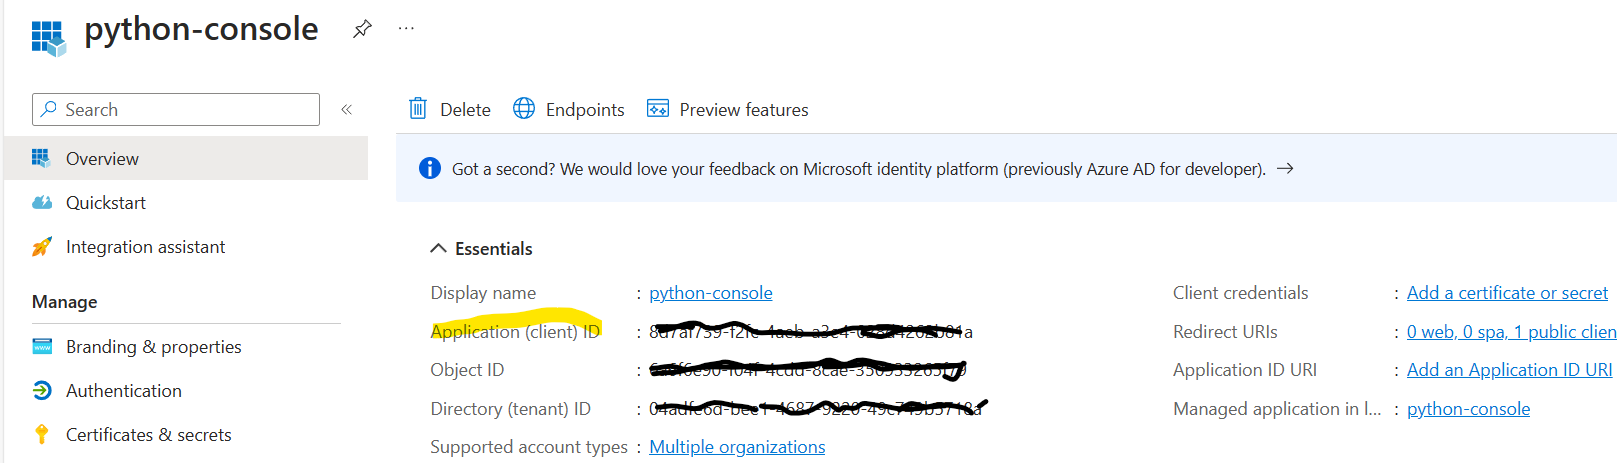 python-console
Search
Delete
Endpoints
Preview features
Overview
Got a second? We would love your feedback on Microsoft identity platform (previously Azure AD for developer).
Quickstart
Integration assistant
Essentials
Manage
Display name : python-console
Client credentials : Add a certificate or secret
Application (client) ID :
Redirect URIs : 0 web, 0 spa, 1 public clien
Branding & properties
Object ID :
Application ID URI : Add an Application ID URI
Authentication
Directory (tenant) ID :
Managed application in l... : python-console
Certificates & secrets
Supported account types : Multiple organizations